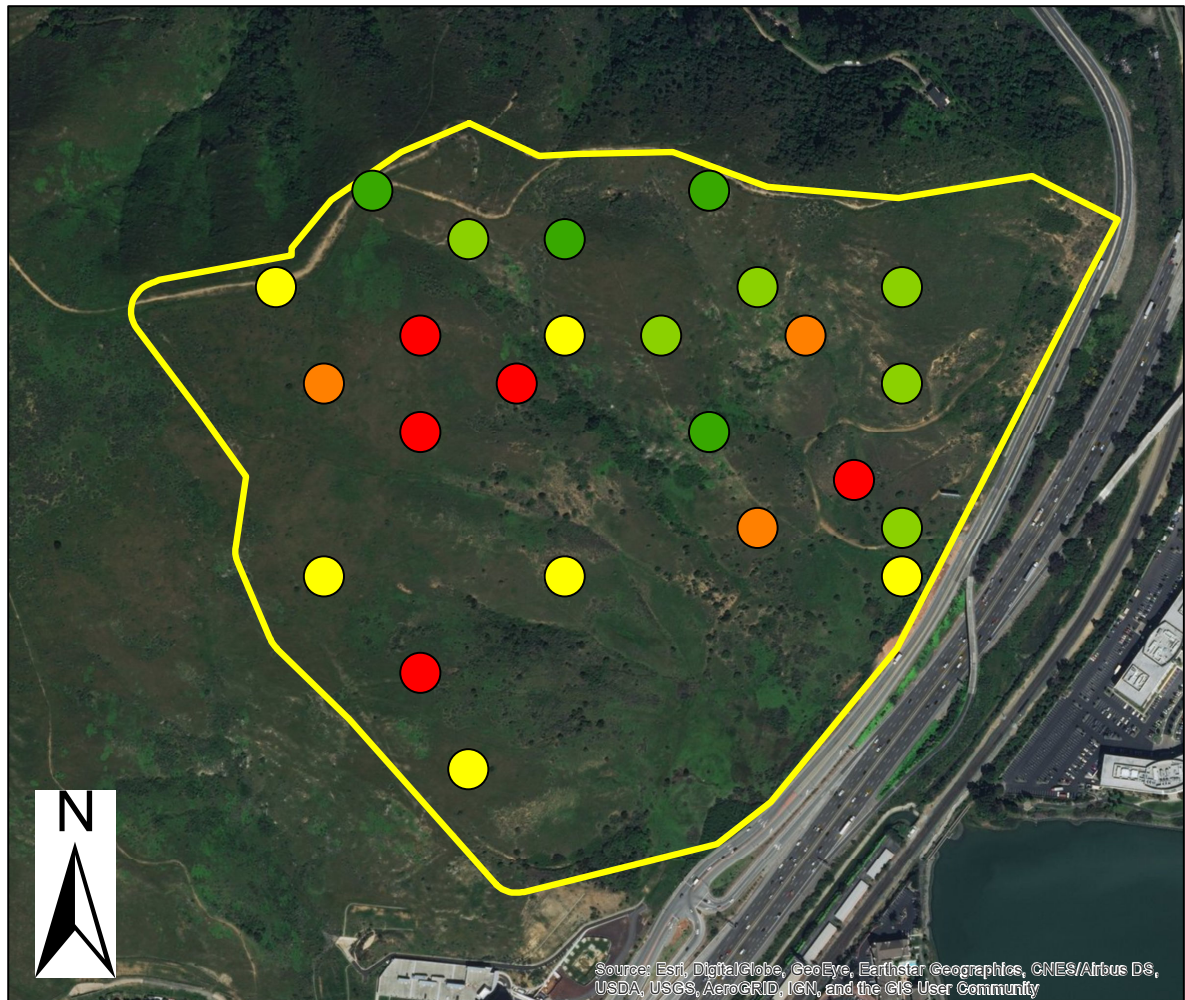 N
Source: Esri, DigitalGlobe, GeoEye, Earthstar Geographics, CNES/Airbus DS,
USDA, USGS, AeroGRID, IGN, and the GIS User Community